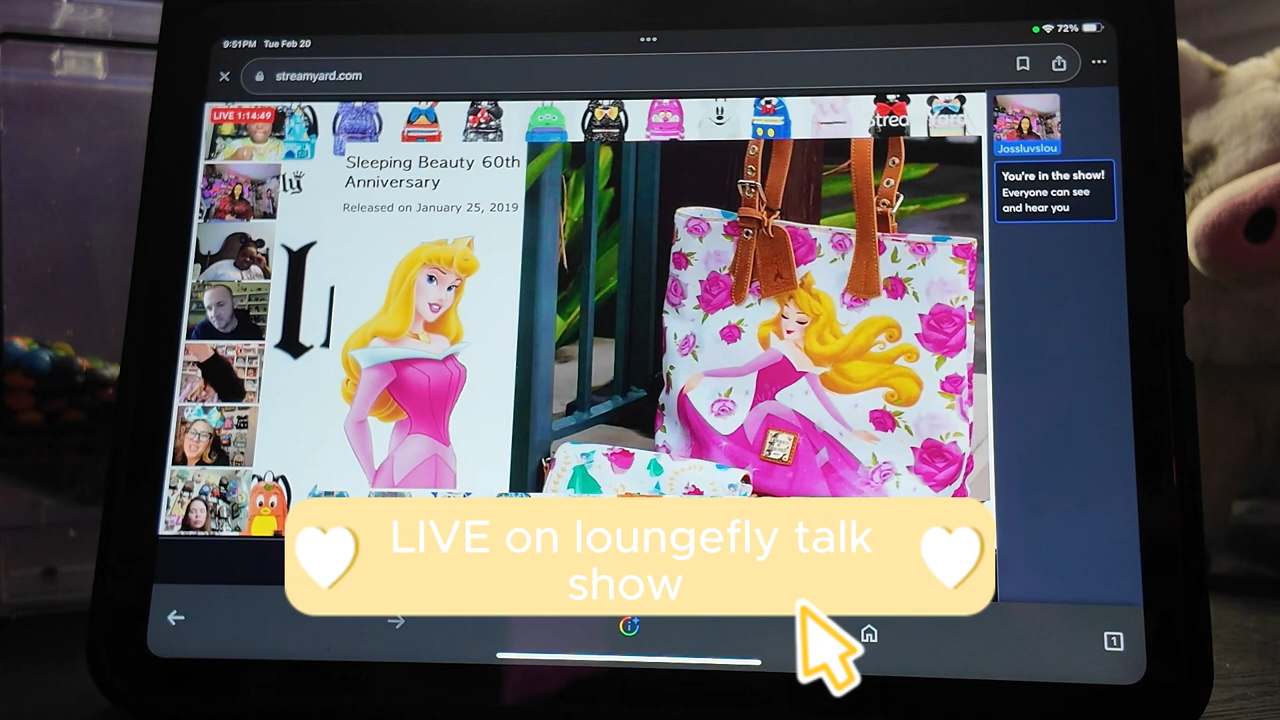 9:51PM Tue Feb 20
72%
streamyard.com
LIVE 1:14:49
Sleeping Beauty 60th
Anniversary
Released on January 25, 2019
Jossluvslou
You're in the show!
Everyone can see
and hear you
LIVE on loungefly talk
show
1